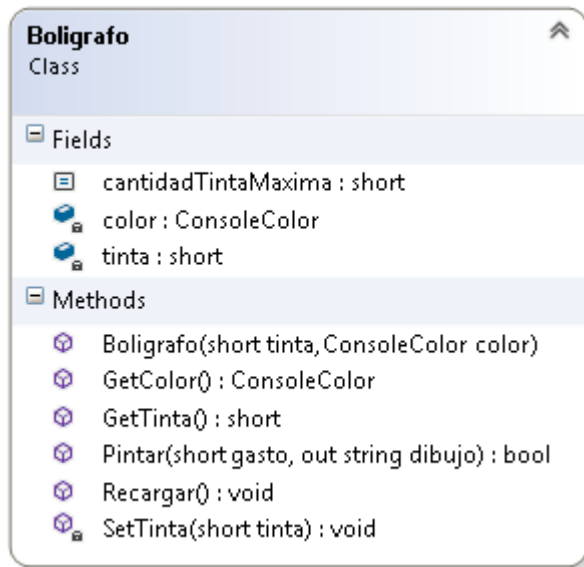 Boligrafo
Class
Fields
cantidadTintaMaxima : short
color : ConsoleColor
tinta : short
Methods
Boligrafo(short tinta, ConsoleColor color)
GetColor() : ConsoleColor
GetTinta() : short
Pintar(short gasto, out string dibujo) : bool
Recargar() : void
SetTinta(short tinta) : void